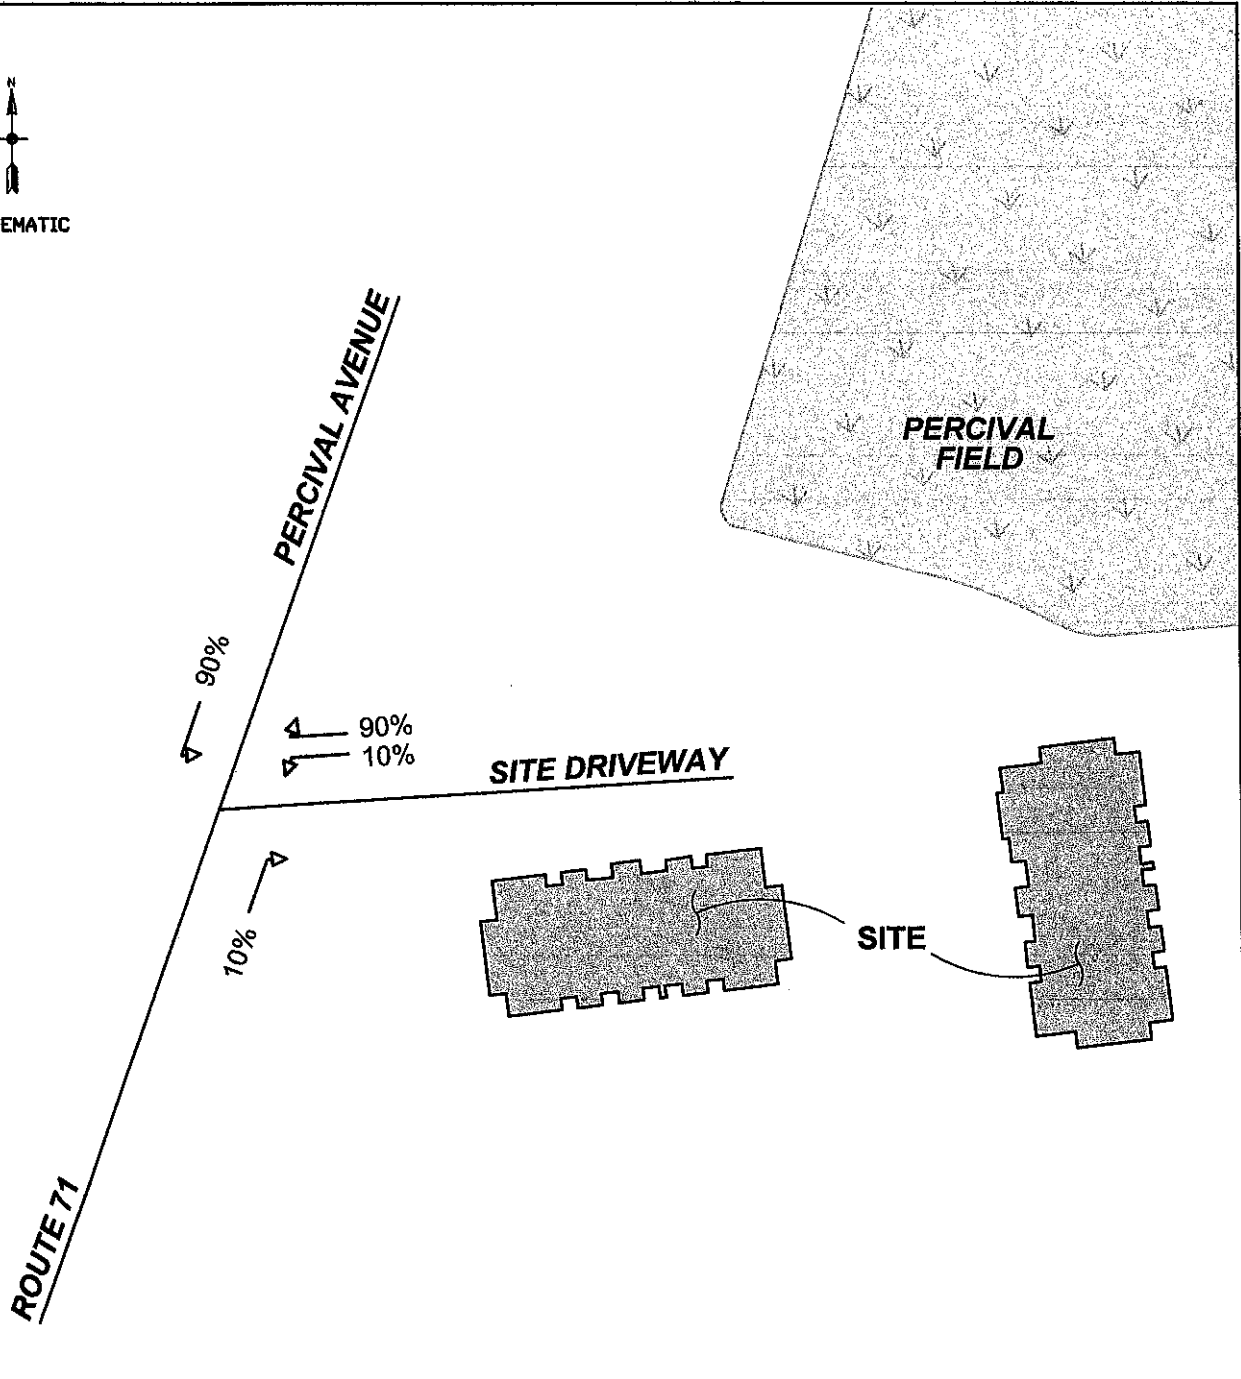 N
EMATIC
PERCIVAL AVENUE
PERCIVAL
FIELD
90%
90%
10%
SITE DRIVEWAY
10%
SITE
ROUTE 71